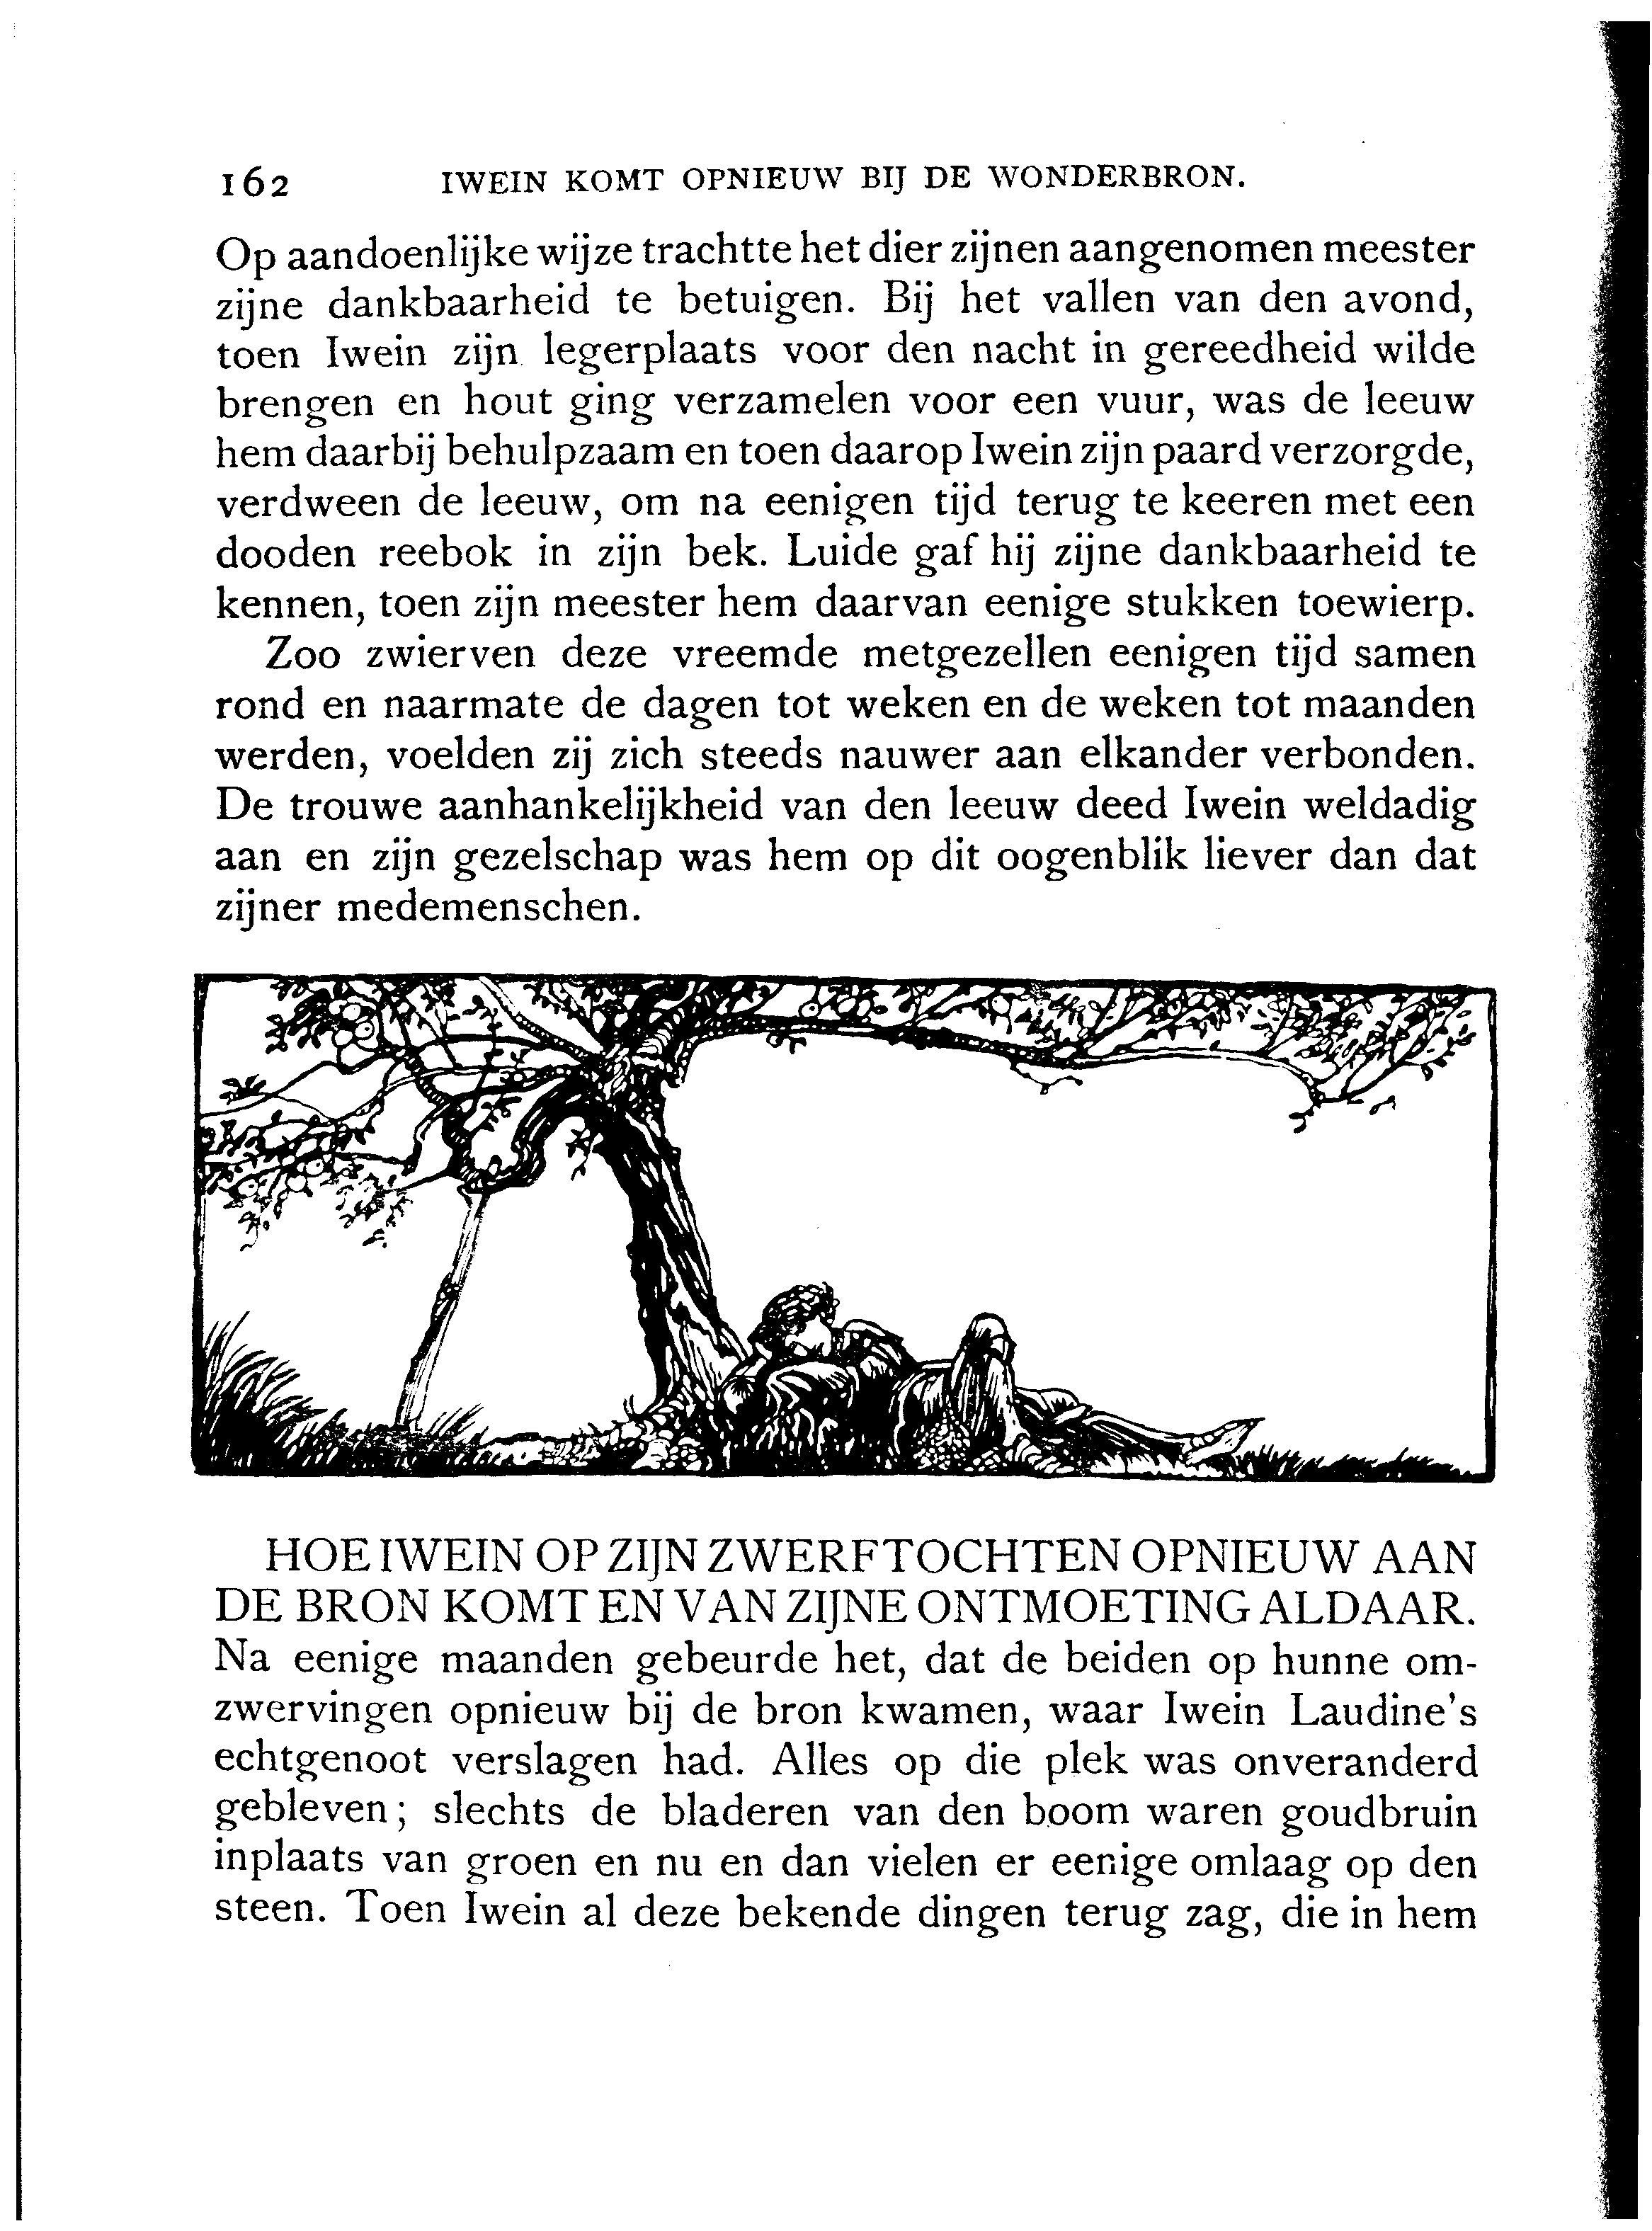 162 IWEIN KOMT OPNIEUW BIJ DE WONDERBRON.
Op aandoenlijke wijze trachtte het dier zijnen aangenomen meester
zijne dankbaarheid te betuigen. Bij het vallen van den avond,
toen Iwein zijn legerplaats voor den nacht in gereedheid wilde
brengen en hout ging verzamelen voor een vuur, was de leeuw
hem daarbij behulpzaam en toen daarop Iwein zijn paard verzorgde,
verdween de leeuw, om na eenigen tijd terug te keeren met een
dooden reebok in zijn bek. Luide gaf hij zijne dankbaarheid te
kennen, toen zijn meester hem daarvan eenige stukken toewierp.
Zoo zwierven deze vreemde metgezellen eenigen tijd samen
rond en naarmate de dagen tot weken en de weken tot maanden
werden, voelden zij zich steeds nauwer aan elkander verbonden.
De trouwe aanhankelijkheid van den leeuw deed Iwein weldadig
aan en zijn gezelschap was hem op dit oogenblik liever dan dat
zijner medemenschen.
HOE IWEIN OP ZIJN ZWERFTOCHTEN OPNIEUW AAN
DE BRON KOMT EN VAN ZIJNE ONTMOETING ALDAAR.
Na eenige maanden gebeurde het, dat de beiden op hunne om-
zwervingen opnieuw bij de bron kwamen, waar Iwein Laudine's
echtgenoot verslagen had. Alles op die plek was onveranderd
gebleven; slechts de bladeren van den boom waren goudbruin
inplaats van groen en nu en dan vielen er eenige omlaag op den
steen. Toen Iwein al deze bekende dingen terug zag, die in hem